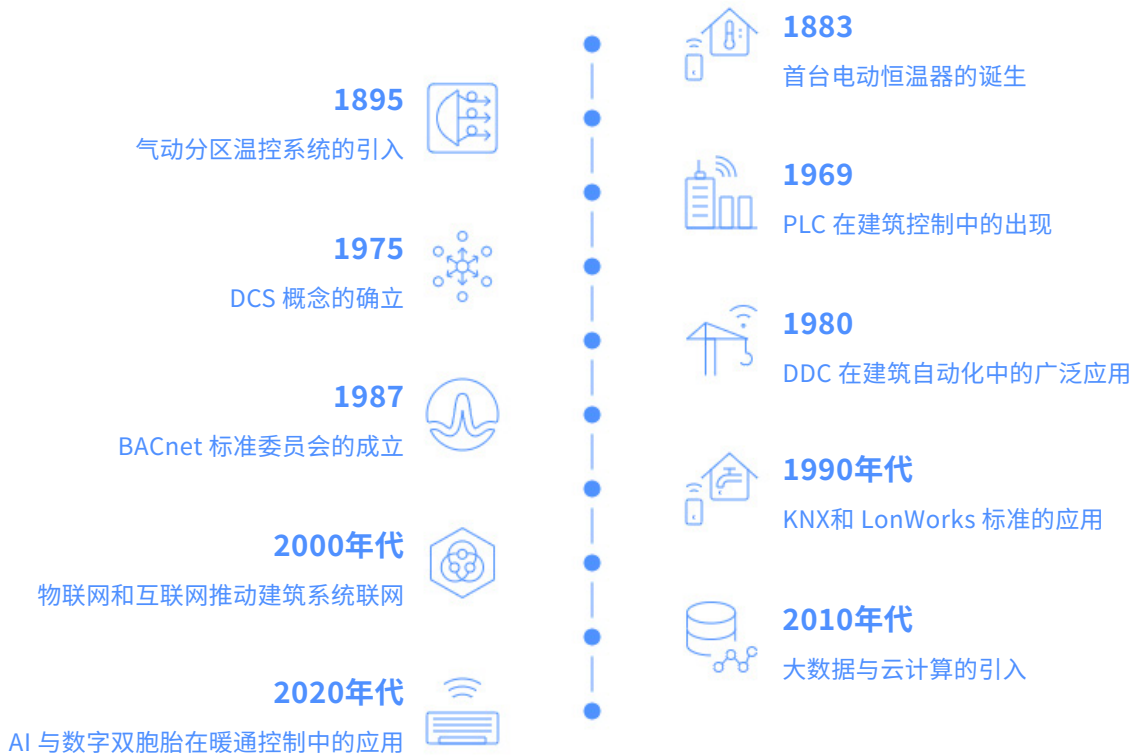 1883
首台电动恒温器的诞生
1895
气动分区温控系统的引入
1969
PLC 在建筑控制中的出现
1975
DCS 概念的确立
1980
DDC 在建筑自动化中的广泛应用
1987
BACnet 标准委员会的成立
1990年代
KNX和 LonWorks 标准的应用
2000年代
物联网和互联网推动建筑系统联网
2010年代
大数据与云计算的引入
2020年代
AI 与数字双胞胎在暖通控制中的应用